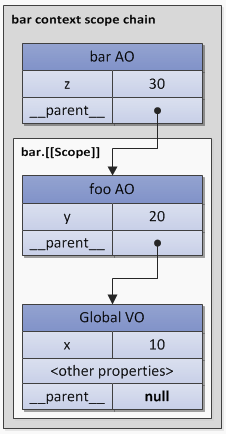 bar context scope chain
bar AO
z 30
__parent__
bar.[[Scope]]
foo AO
y 20
__parent__
Global VO
x 10
<other properties>
__parent__ null